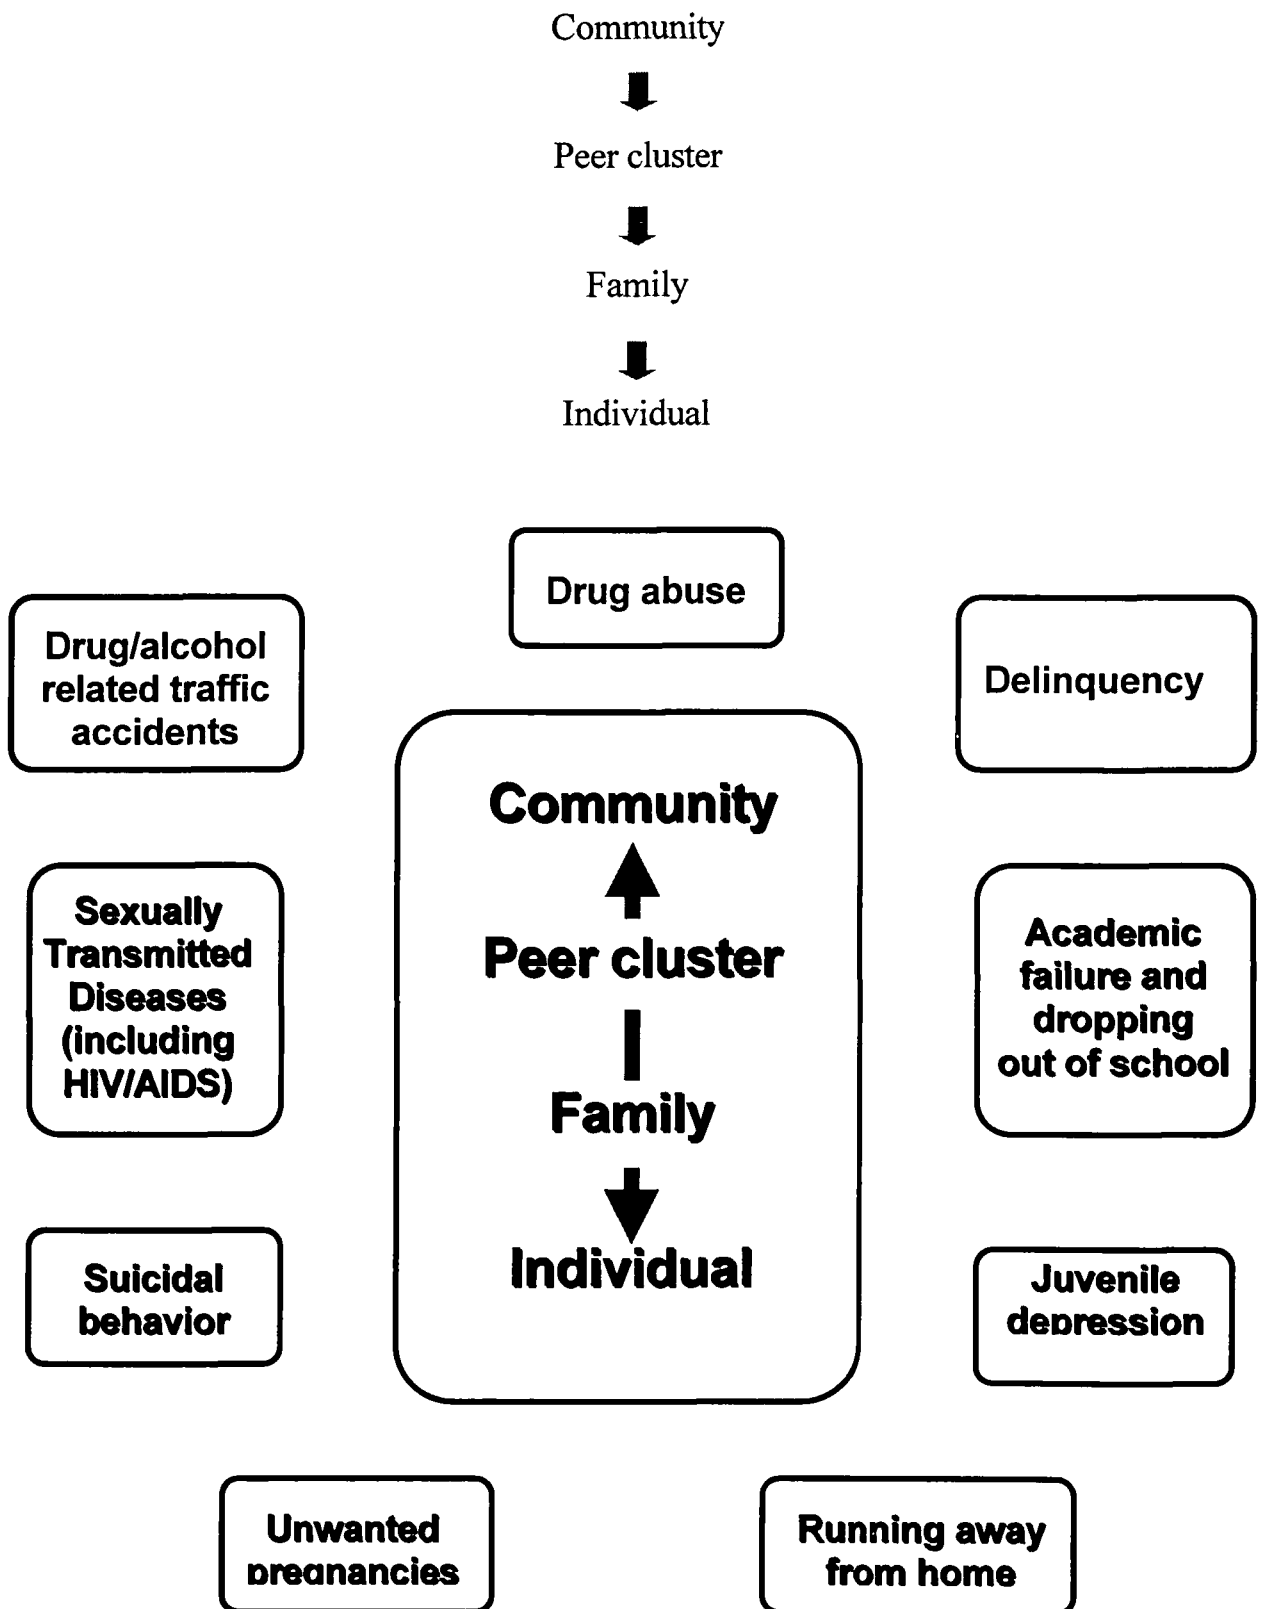 Community
Peer cluster
Family
Individual
Drug abuse
Drug/alcohol
related traffic
accidents
Delinquency
Community
Peer cluster
Family
Individual
Sexually
Transmitted
Diseases
(including
HIV/AIDS)
Academic
failure and
dropping
out of school
Suicidal
behavior
Juvenile
depression
Unwanted
pregnancies
Running away
from home